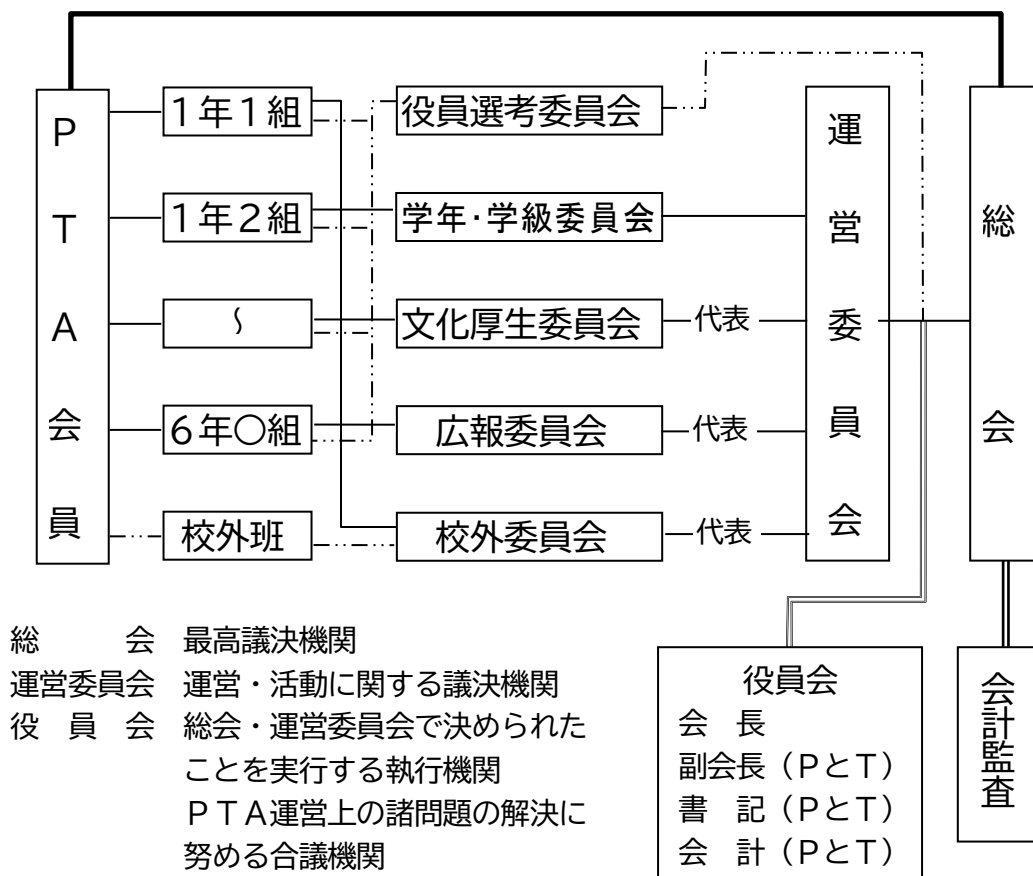 PTA会員
1年1組
1年2組
〜
6年〇組
校外班
役員選考委員会
学年・学級委員会
文化厚生委員会
広報委員会
校外委員会
代表
代表
代表
運営委員会
総会
総　　会　最高議決機関
運営委員会　運営・活動に関する議決機関
役　員　会　総会・運営委員会で決められた
ことを実行する執行機関
PTA運営上の諸問題の解決に
努める合議機関
役員会
会　長
副会長（PとT）
書　記（PとT）
会　計（PとT）
会計監査